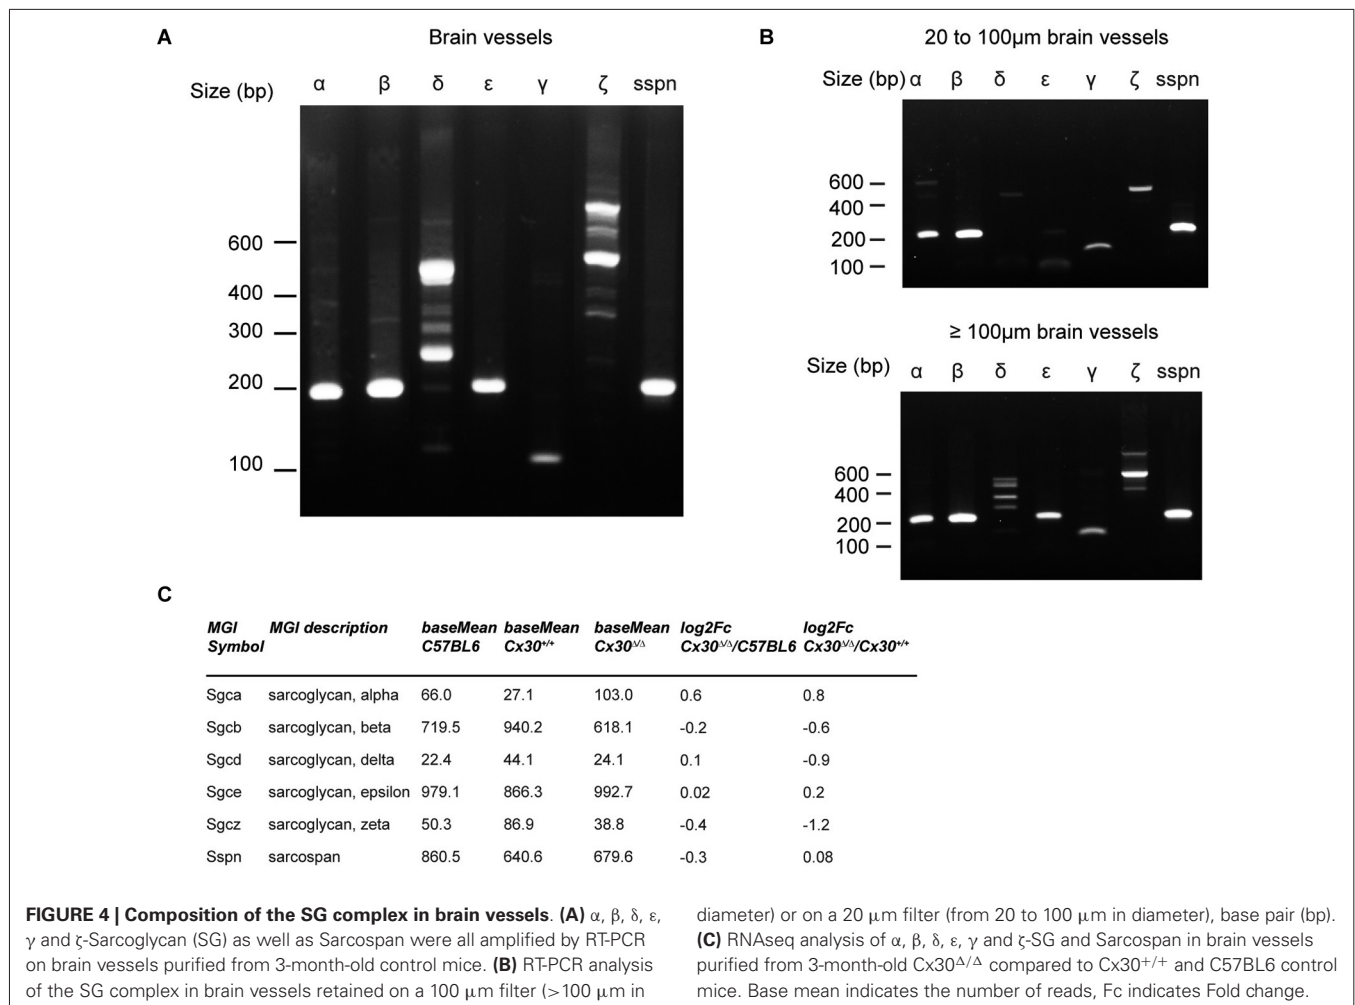 A
Brain vessels
Size (bp) α β δ ε γ ζ sspn
600
400
300
200
100
B
20 to 100μm brain vessels
Size (bp) α β δ ε γ ζ sspn
600
400
200
100
≥ 100μm brain vessels
Size (bp) α β δ ε γ ζ sspn
600
400
200
100
C
MGI Symbol MGI description baseMean C57BL6 baseMean Cx30+/+ baseMean Cx30Δ/Δ log2Fc Cx30Δ/Δ/C57BL6 log2Fc Cx30Δ/Δ/Cx30+/+
Sgca sarcoglycan, alpha 66.0 27.1 103.0 0.6 0.8
Sgcb sarcoglycan, beta 719.5 940.2 618.1 -0.2 -0.6
Sgcd sarcoglycan, delta 22.4 44.1 24.1 0.1 -0.9
Sgce sarcoglycan, epsilon 979.1 866.3 992.7 0.02 0.2
Sgcz sarcoglycan, zeta 50.3 86.9 38.8 -0.4 -1.2
Sspn sarcospan 860.5 640.6 679.6 -0.3 0.08
FIGURE 4 | Composition of the SG complex in brain vessels. (A) α, β, δ, ε,
γ and ζ-Sarcoglycan (SG) as well as Sarcospan were all amplified by RT-PCR
on brain vessels purified from 3-month-old control mice. (B) RT-PCR analysis
of the SG complex in brain vessels retained on a 100 μm filter (>100 μm in
diameter) or on a 20 μm filter (from 20 to 100 μm in diameter), base pair (bp).
(C) RNAseq analysis of α, β, δ, ε, γ and ζ-SG and Sarcospan in brain vessels
purified from 3-month-old Cx30Δ/Δ compared to Cx30+/+ and C57BL6 control
mice. Base mean indicates the number of reads, Fc indicates Fold change.